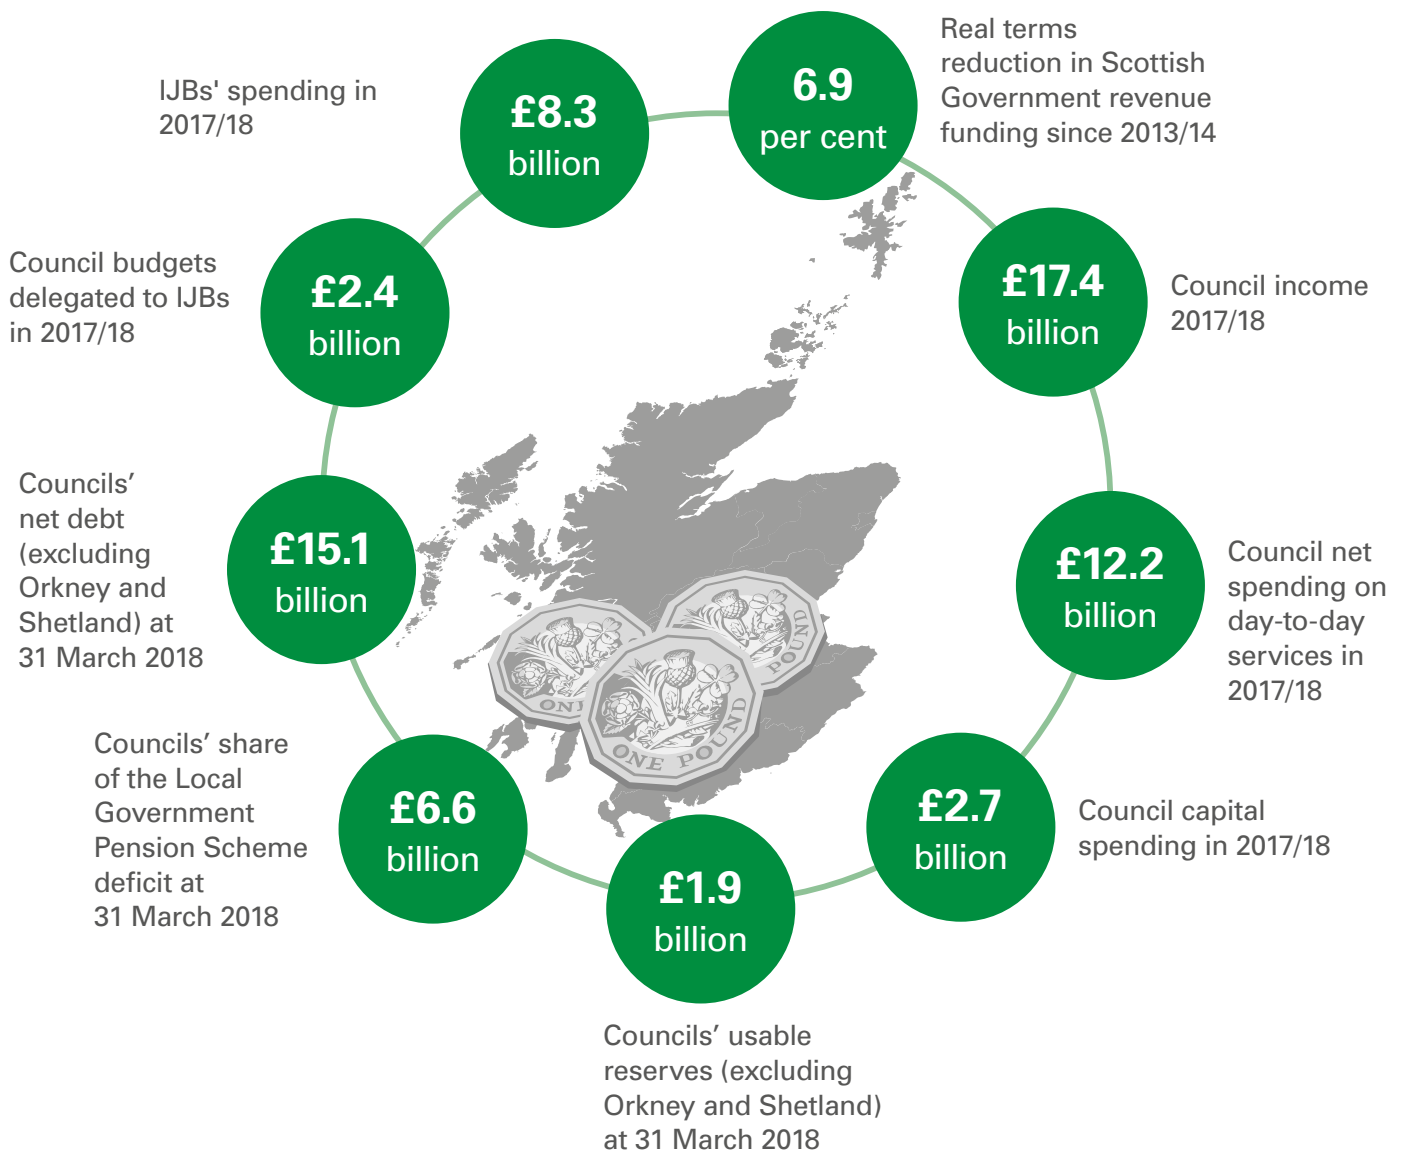 6.9
per cent
Real terms
reduction in Scottish
Government revenue
funding since 2013/14
£17.4
billion
Council income
2017/18
£12.2
billion
Council net
spending on
day-to-day
services in
2017/18
£2.7
billion
Council capital
spending in 2017/18
£1.9
billion
Councils’ usable
reserves (excluding
Orkney and Shetland)
at 31 March 2018
£6.6
billion
Councils’ share
of the Local
Government
Pension Scheme
deficit at
31 March 2018
£15.1
billion
Councils’
net debt
(excluding
Orkney and
Shetland) at
31 March 2018
£2.4
billion
Council budgets
delegated to IJBs
in 2017/18
£8.3
billion
IJBs' spending in
2017/18
ONE
POUND
ONE POUND